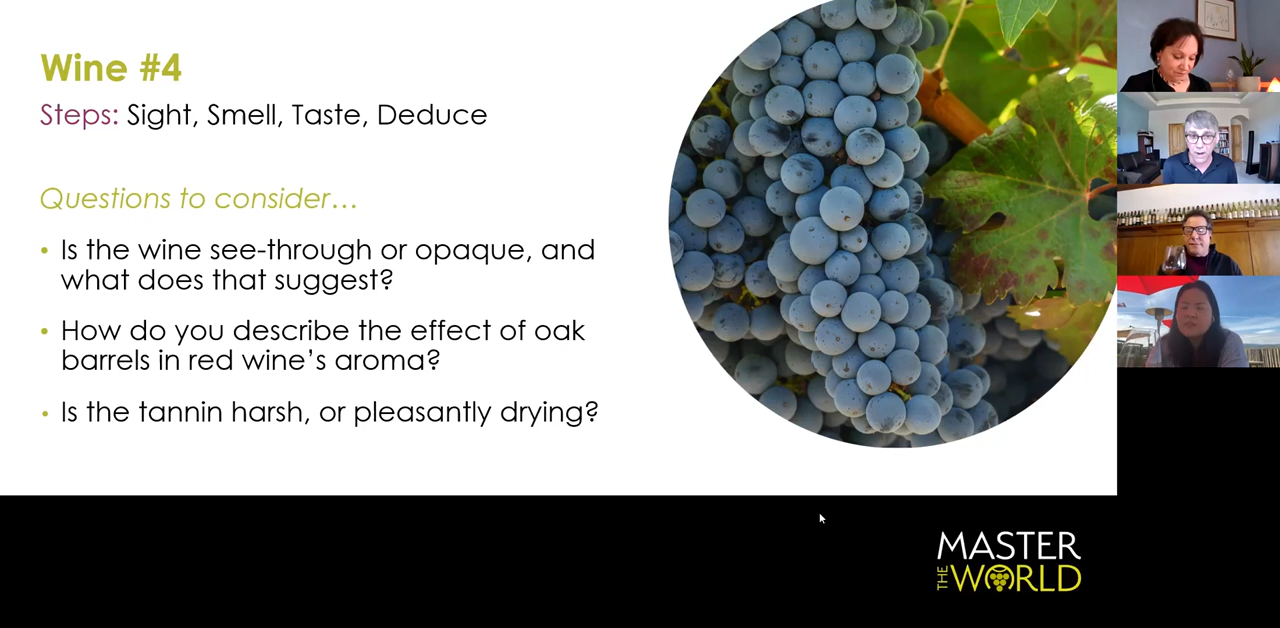 Wine #4
Steps: Sight, Smell, Taste, Deduce
Questions to consider…
• Is the wine see-through or opaque, and
what does that suggest?
• How do you describe the effect of oak
barrels in red wine’s aroma?
• Is the tannin harsh, or pleasantly drying?
MASTER
THE WORLD